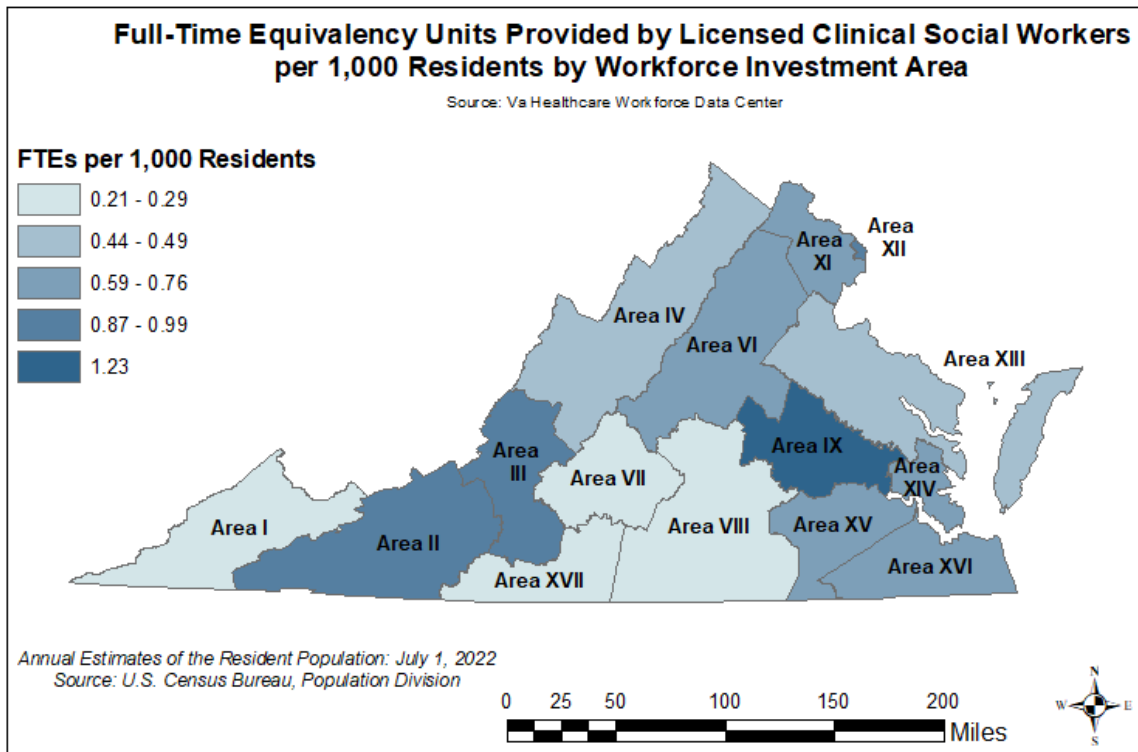 Full-Time Equivalency Units Provided by Licensed Clinical Social Workers
per 1,000 Residents by Workforce Investment Area
Source: Va Healthcare Workforce Data Center
FTEs per 1,000 Residents
0.21 - 0.29
0.44 - 0.49
0.59 - 0.76
0.87 - 0.99
1.23
Area
XII
Area
XI
Area IV
Area VI
Area XIII
Area IX
Area
III
Area VII
Area
XIV
Area I
Area II
Area VIII
Area XV
Area XVII
Area XVI
Annual Estimates of the Resident Population: July 1, 2022
Source: U.S. Census Bureau, Population Division
0 25 50 100 150 200
Miles
N
W E
S